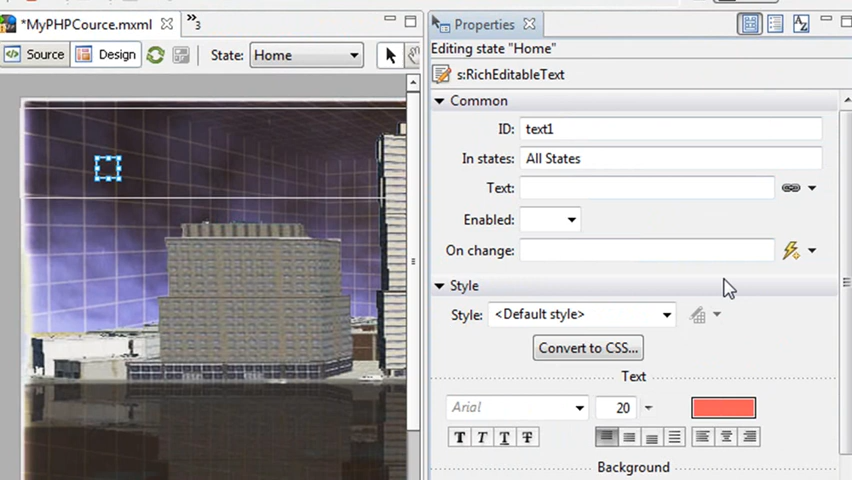 *MyPHPCource.mxml
»3
Properties
Source
Design
State:
Home
Editing state "Home"
s:RichEditableText
Common
ID:
text1
In states:
All States
Text:
Enabled:
On change:
Style
Style:
<Default style>
Convert to CSS...
Text
Arial
20
T T T T
Background